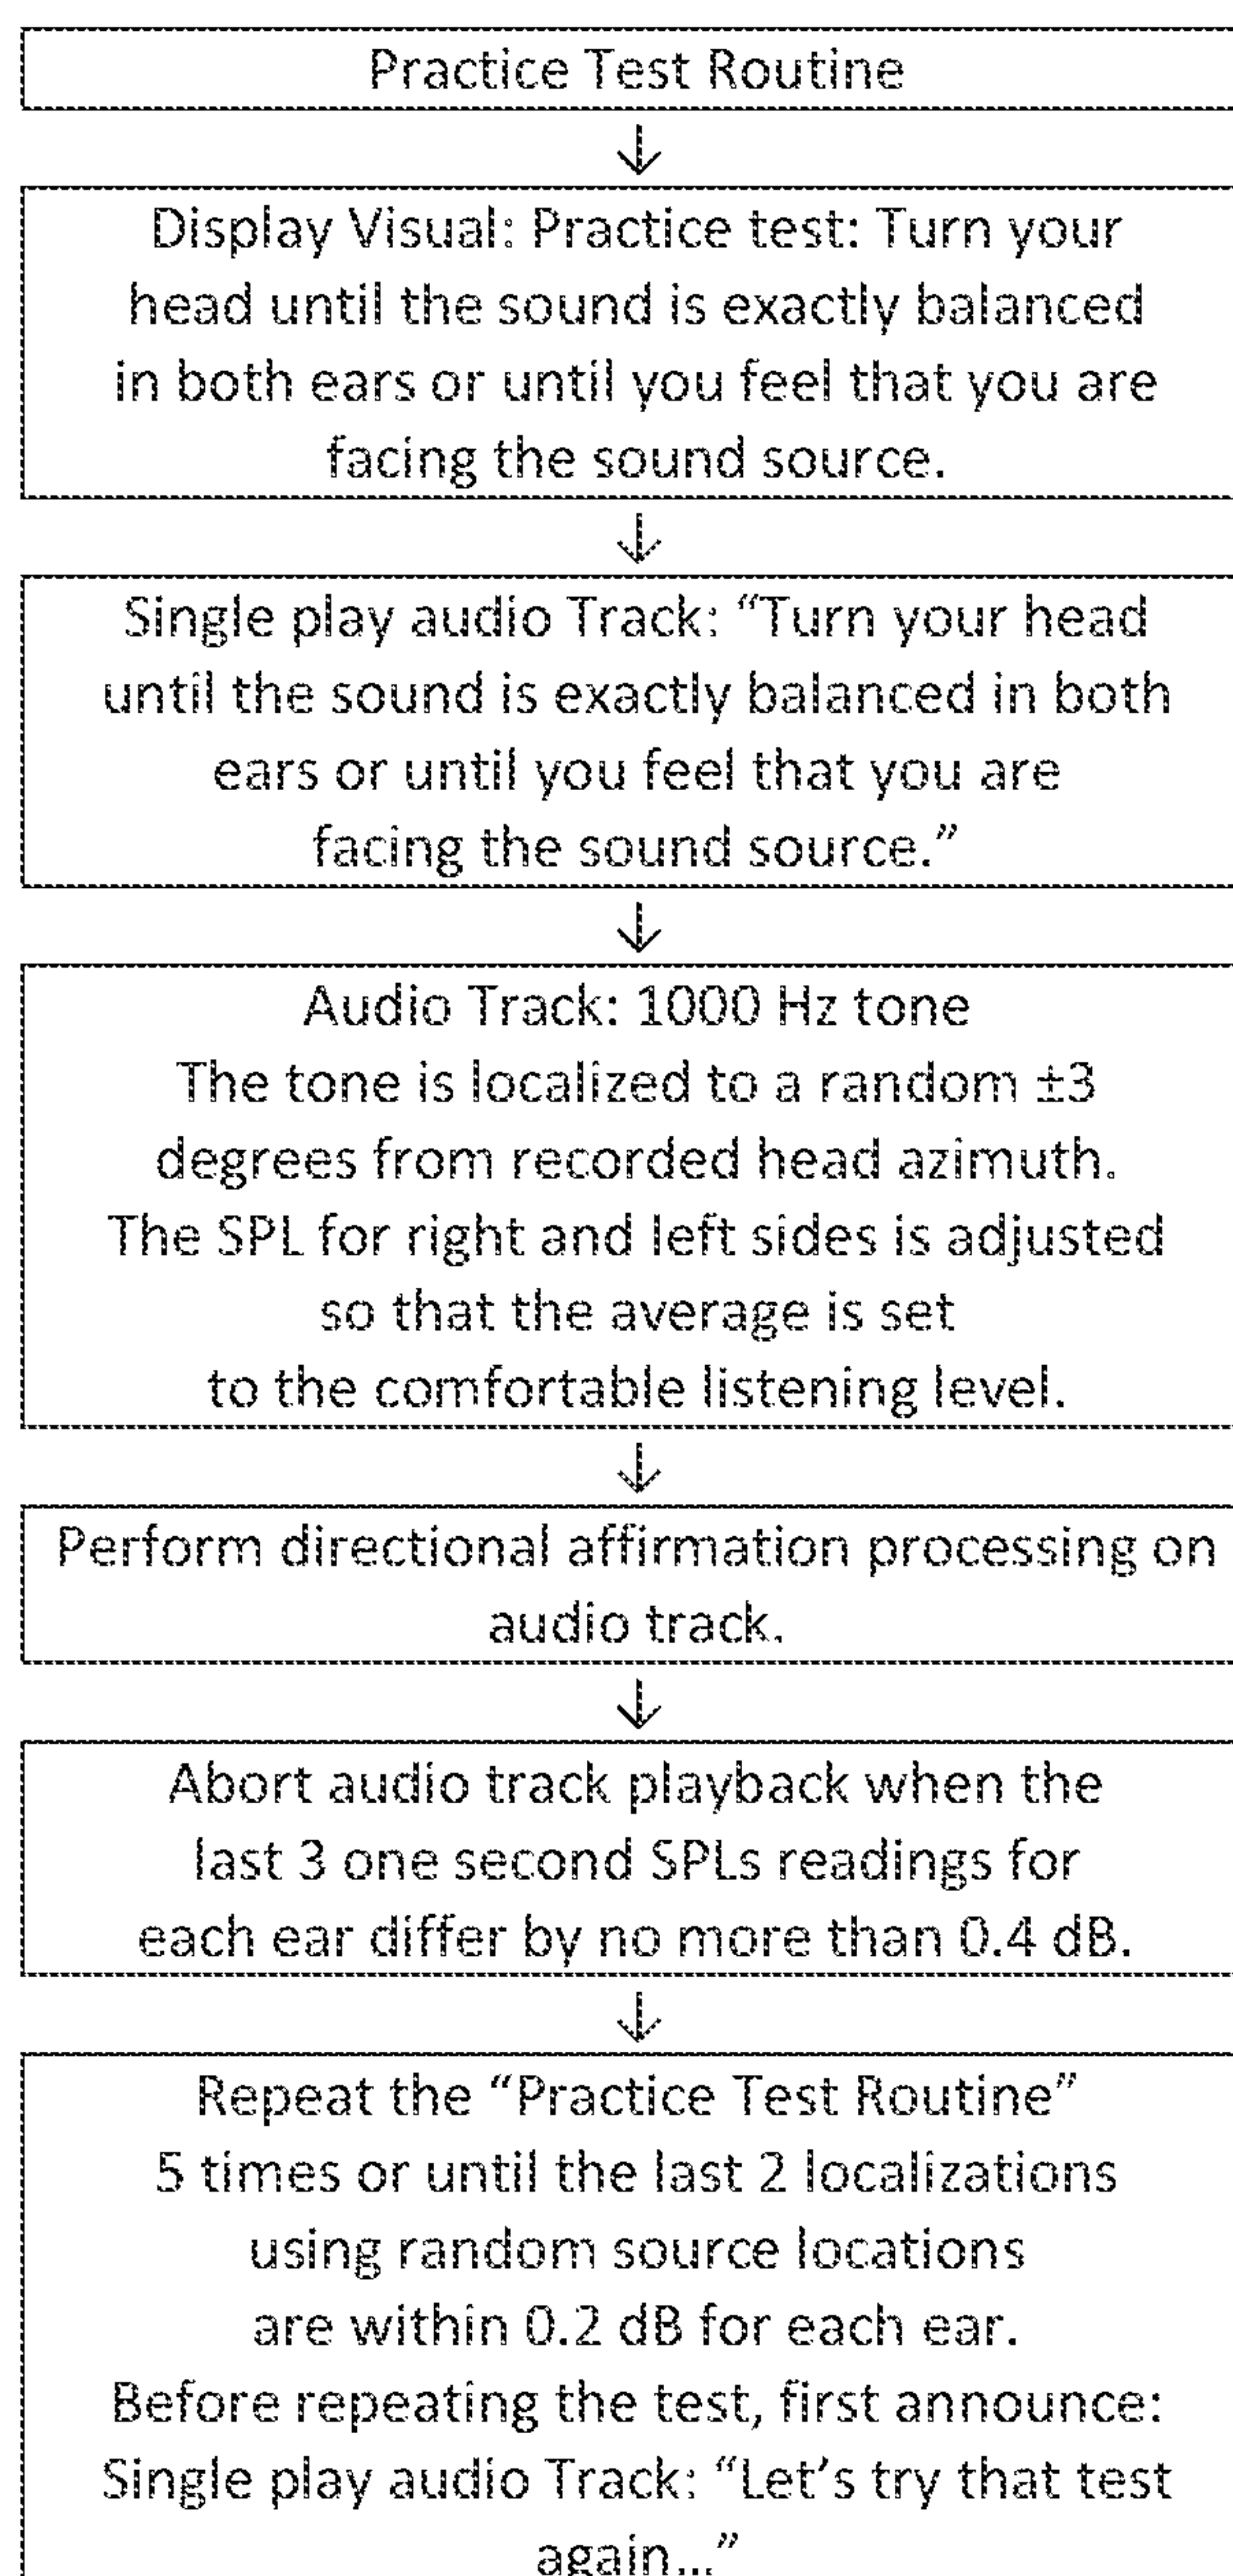 Practice Test Routine
↓
Display Visual: Practice test: Turn your
head until the sound is exactly balanced
in both ears or until you feel that you are
facing the sound source.
↓
Single play audio Track: “Turn your head
until the sound is exactly balanced in both
ears or until you feel that you are
facing the sound source.”
↓
Audio Track: 1000 Hz tone
The tone is localized to a random ±3
degrees from recorded head azimuth.
The SPL for right and left sides is adjusted
so that the average is set
to the comfortable listening level.
↓
Perform directional affirmation processing on
audio track.
↓
Abort audio track playback when the
last 3 one second SPLs readings for
each ear differ by no more than 0.4 dB.
↓
Repeat the “Practice Test Routine”
5 times or until the last 2 localizations
using random source locations
are within 0.2 dB for each ear.
Before repeating the test, first announce:
Single play audio Track: “Let’s try that test
again...”